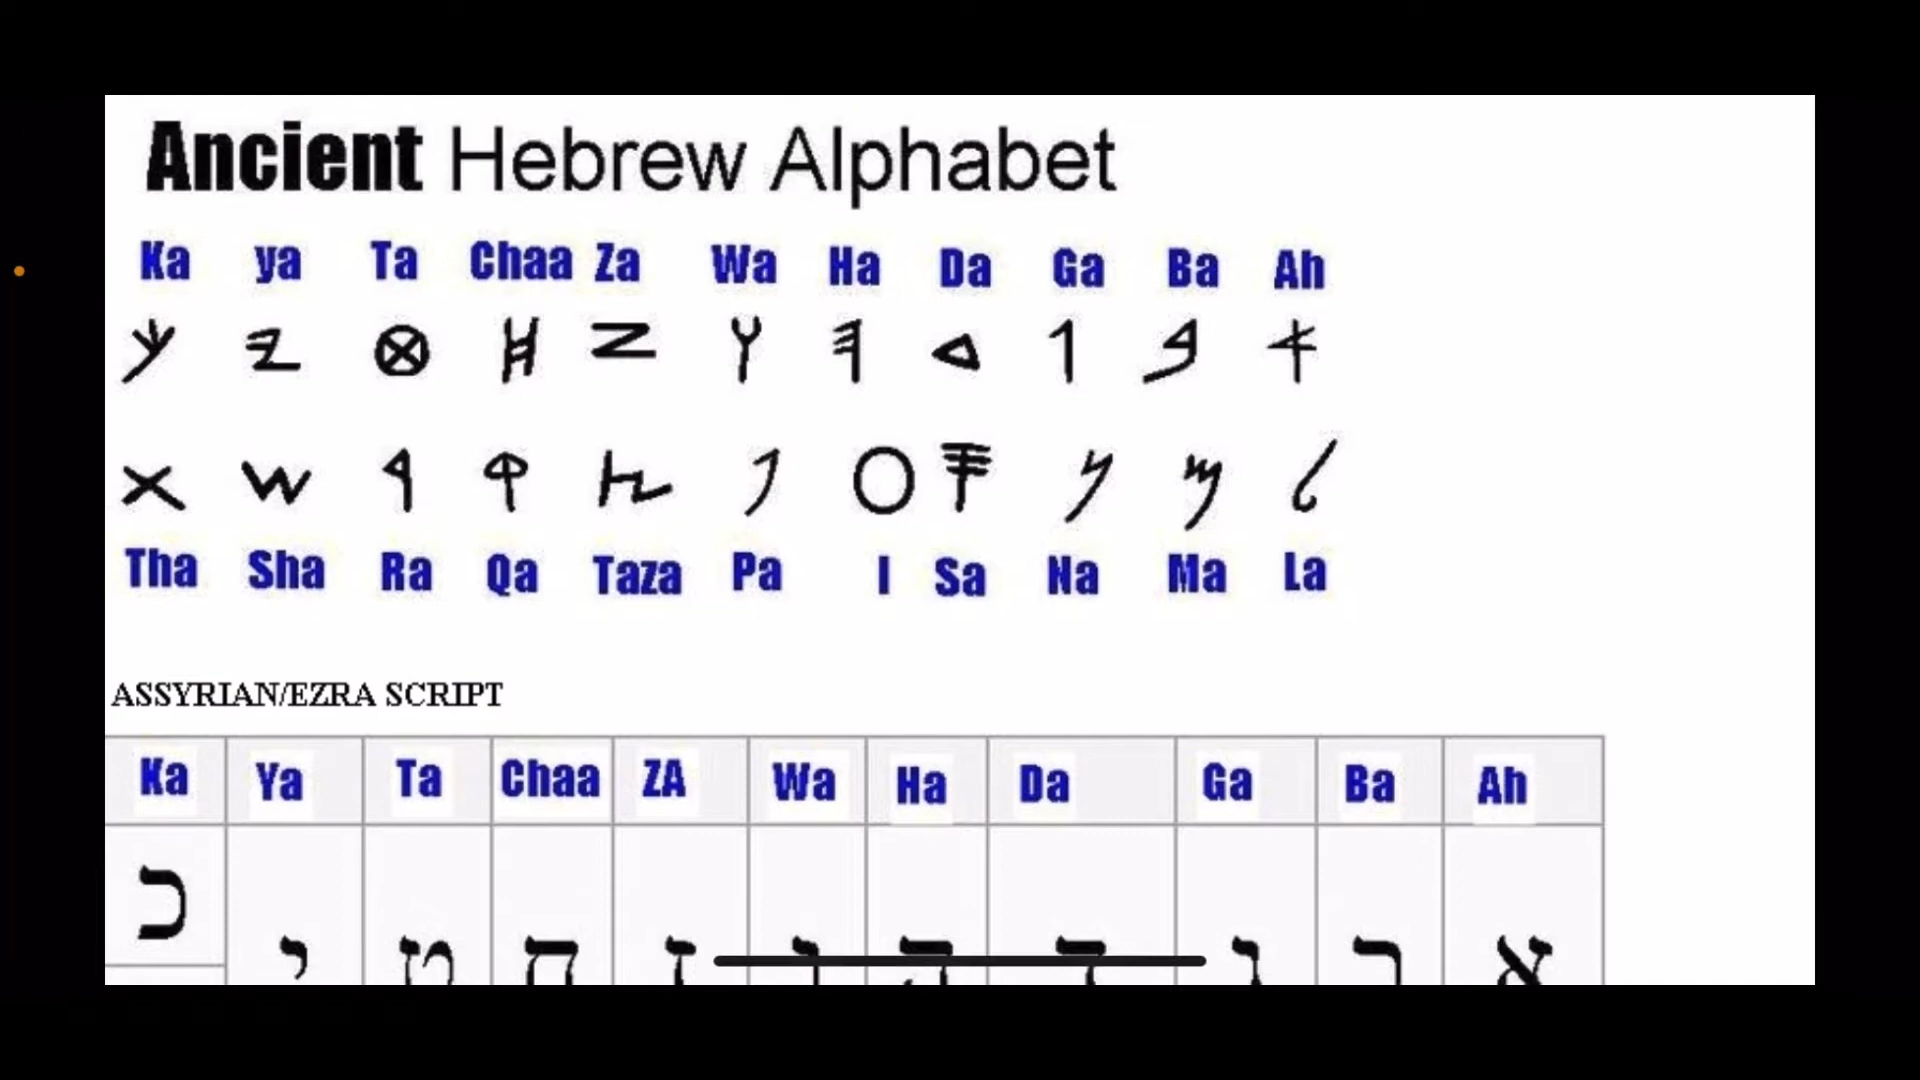 Ancient Hebrew Alphabet
Ka ya Ta Chaa Za Wa Ha Da Ga Ba Ah
𐤊 𐤉 𐤈 𐤇 𐤆 𐤅 𐤄 𐤃 𐤂 𐤁 𐤀
𐤕 𐤔 𐤓 𐤒 𐤑 𐤐 𐤏 𐤎 𐤍 𐤌 𐤋
Tha Sha Ra Qa Taza Pa I Sa Na Ma La
ASSYRIAN/EZRA SCRIPT
Ka Ya Ta Chaa ZA Wa Ha Da Ga Ba Ah
כ י ט ח ז ו ה ד ג ב א